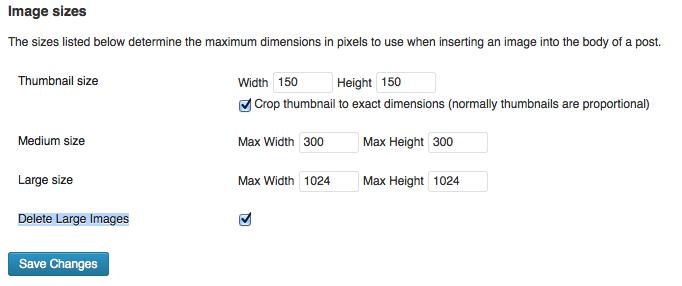 Image sizes
The sizes listed below determine the maximum dimensions in pixels to use when inserting an image into the body of a post.
Thumbnail size Width 150 Height 150
Crop thumbnail to exact dimensions (normally thumbnails are proportional)
Medium size Max Width 300 Max Height 300
Large size Max Width 1024 Max Height 1024
Delete Large Images
Save Changes